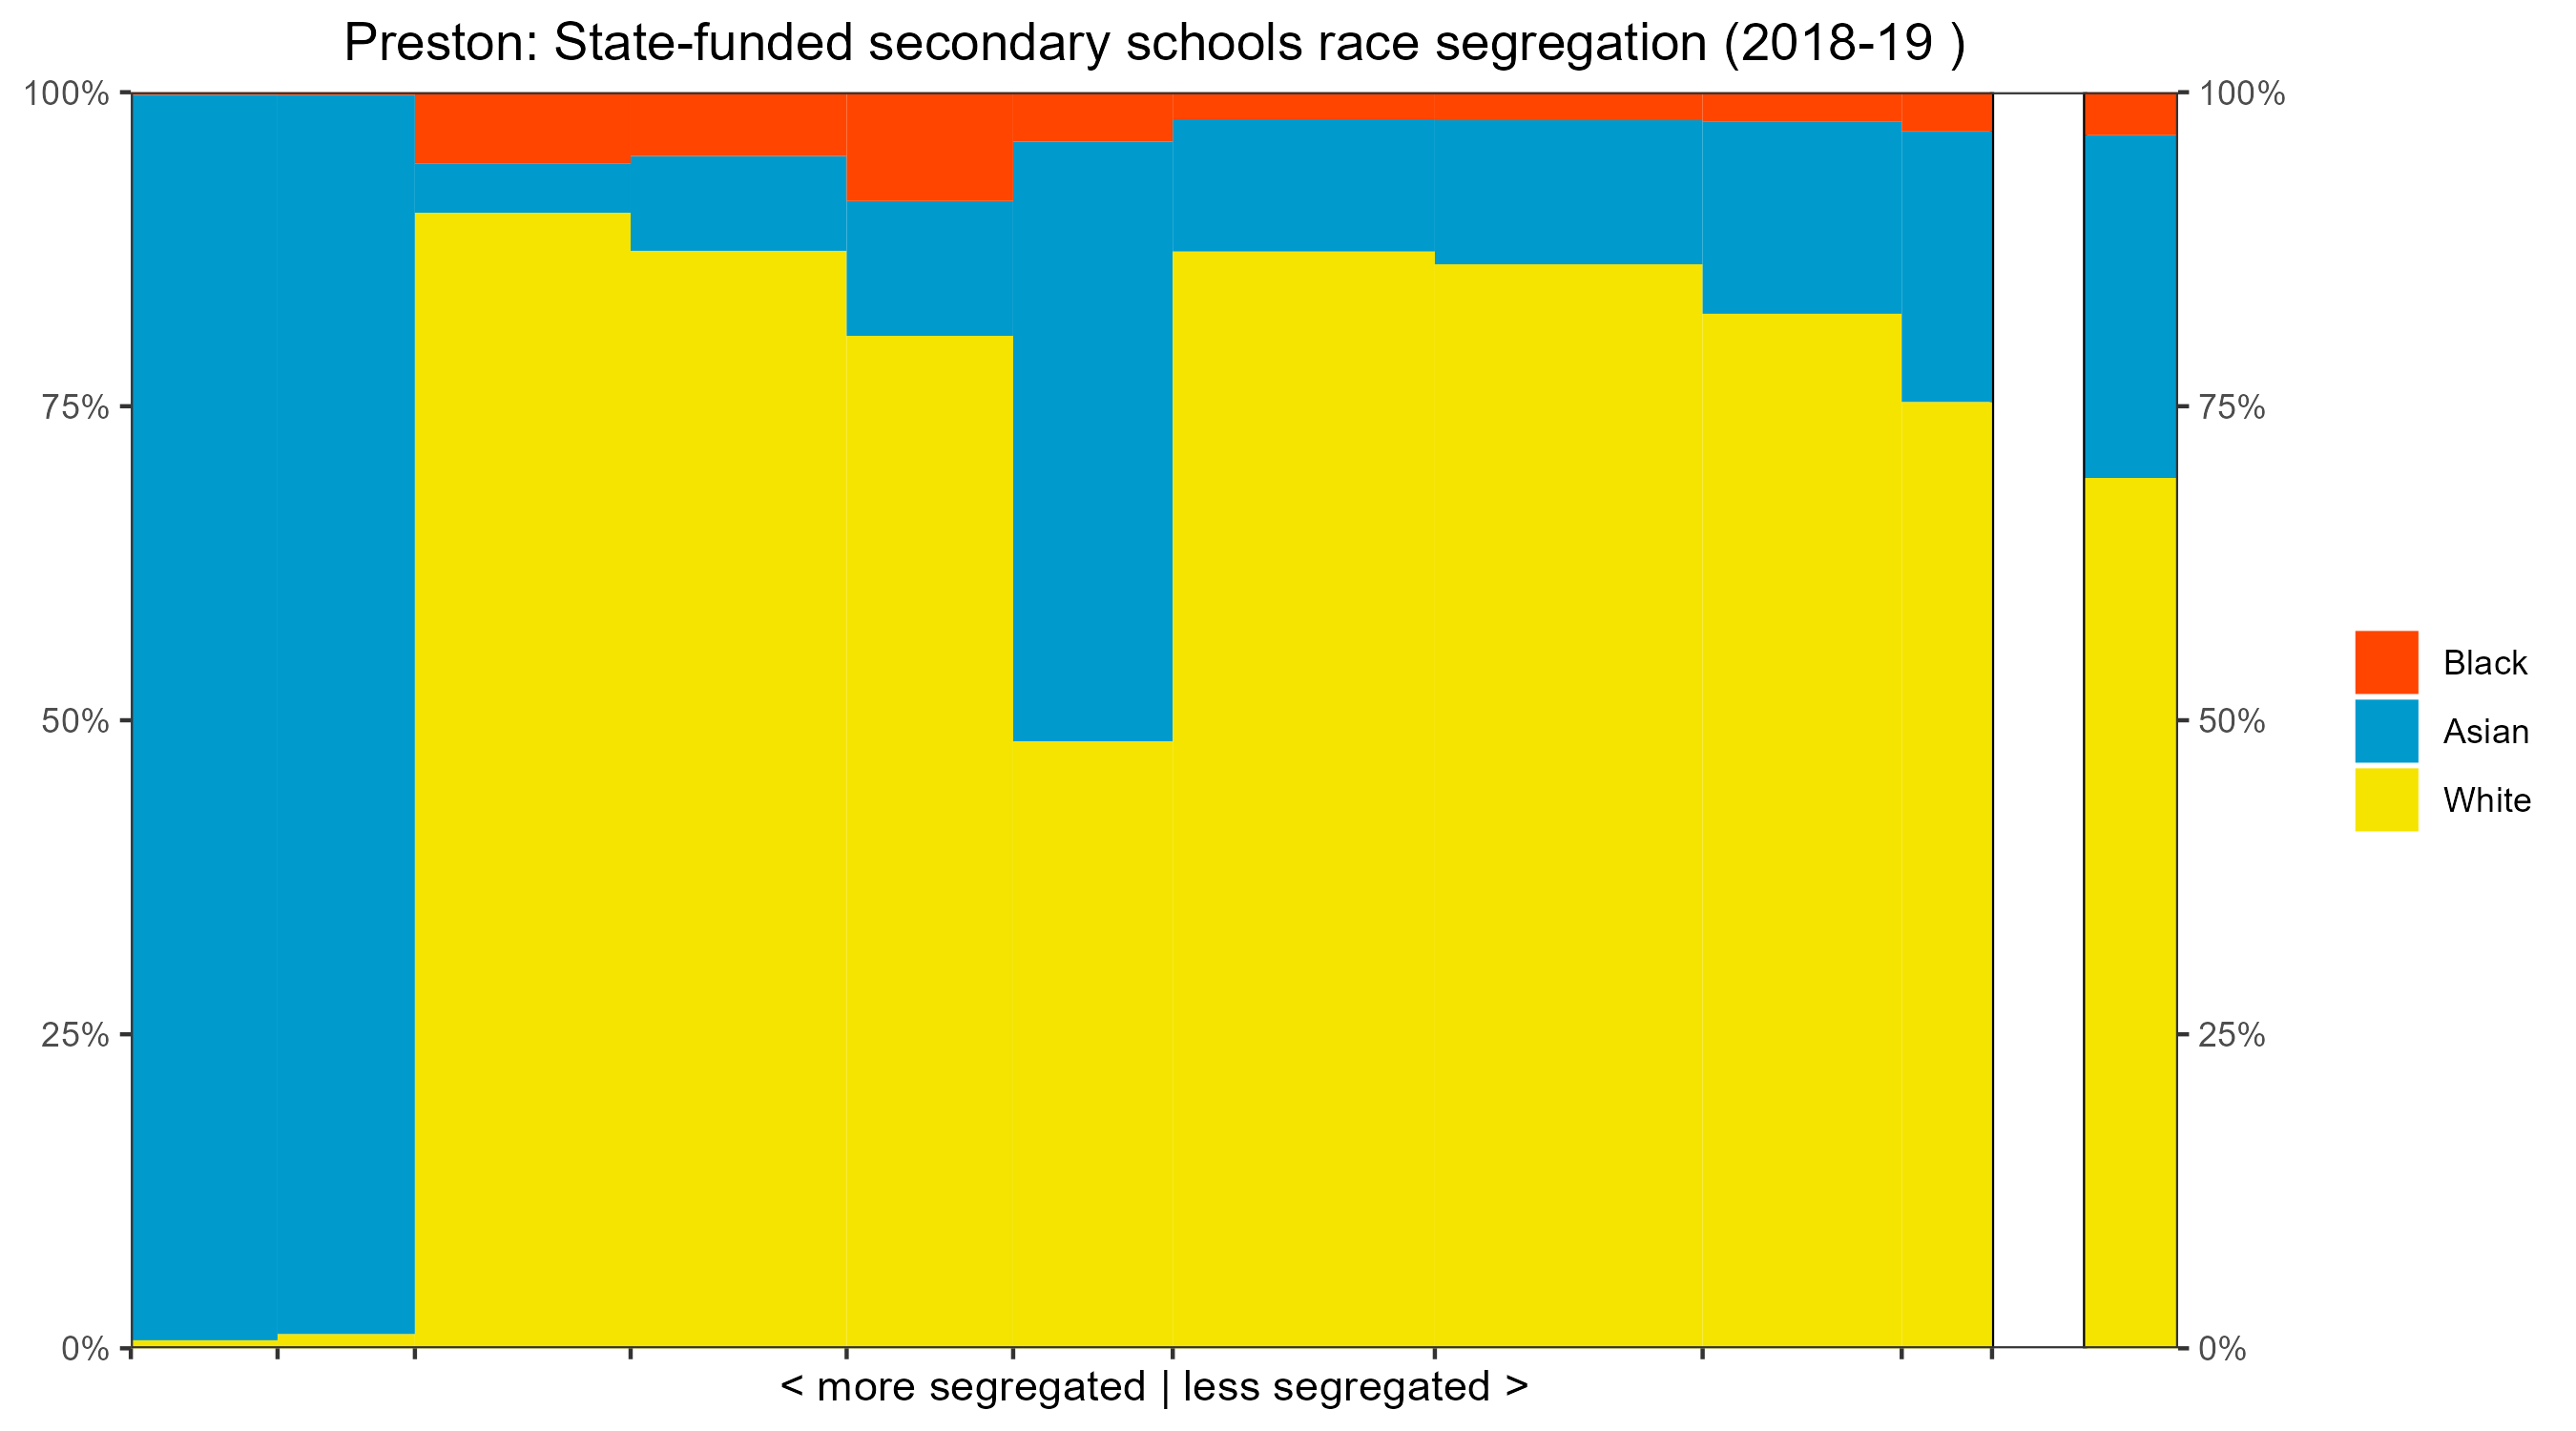 Preston: State-funded secondary schools race segregation (2018-19 )
100%
75%
50%
25%
0%
100%
75%
50%
25%
0%
Black
Asian
White
< more segregated | less segregated >